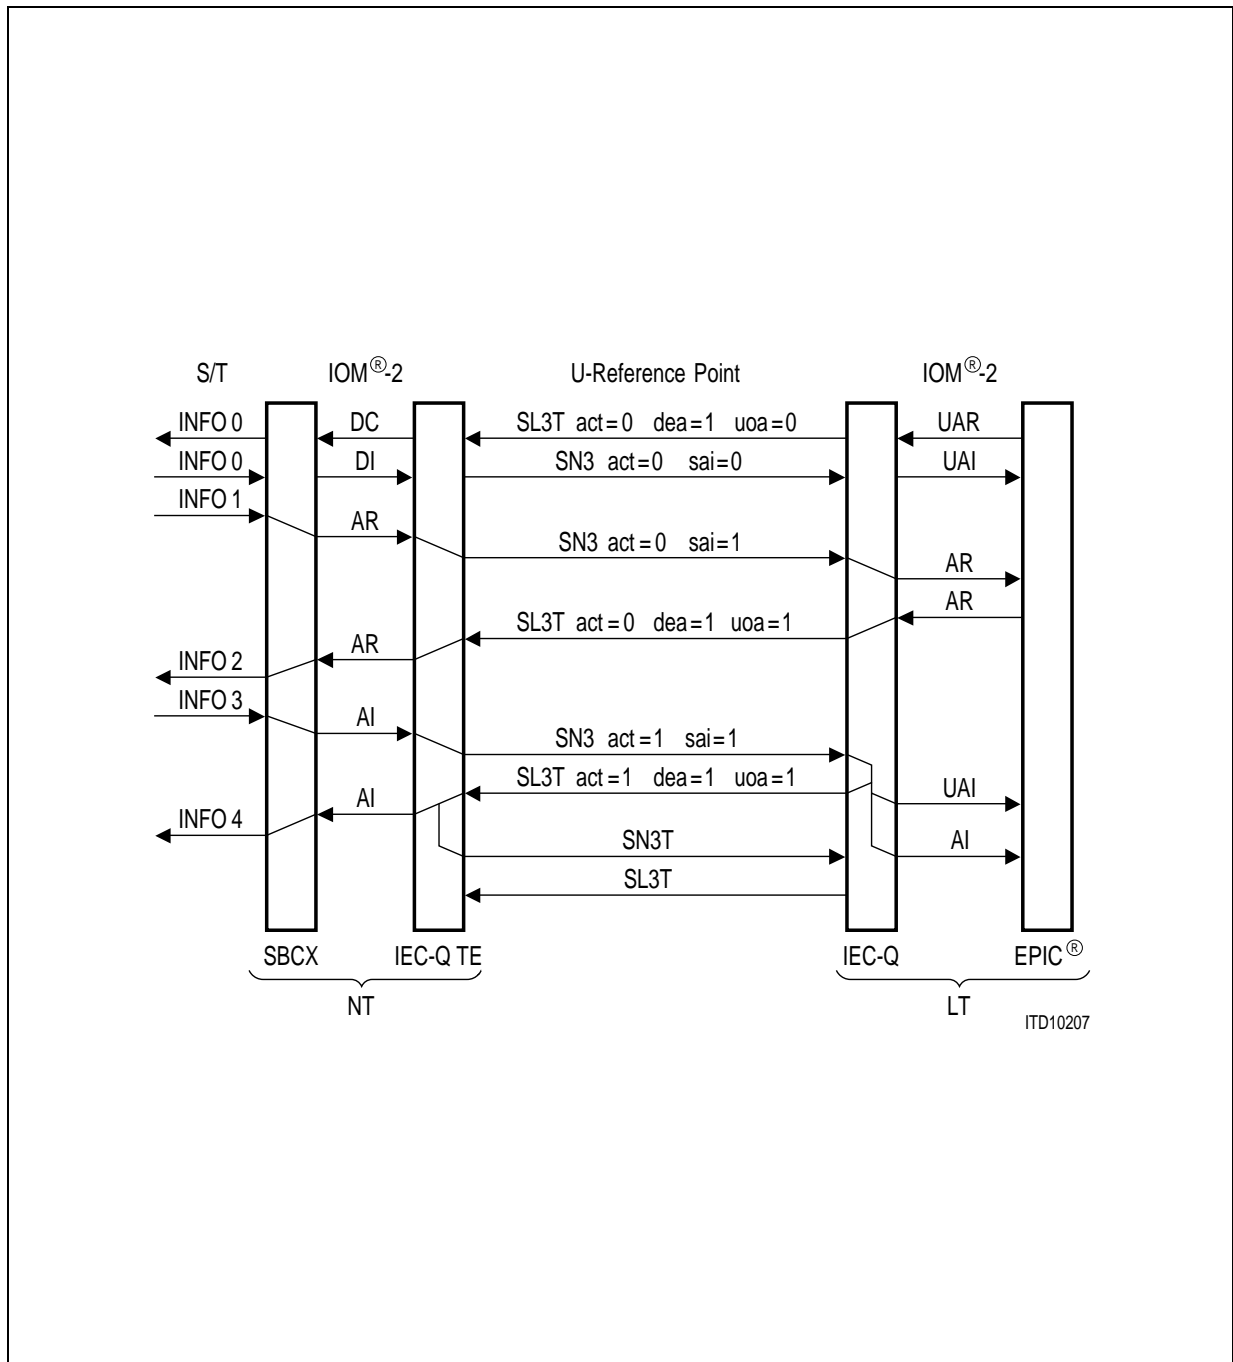 S/T IOM®-2 U-Reference Point IOM®-2
INFO 0 DC SL3T act=0 dea=1 uoa=0 UAR
INFO 0 DI SN3 act=0 sai=0 UAI
INFO 1
AR
SN3 act=0 sai=1
AR
AR
SL3T act=0 dea=1 uoa=1
AR
INFO 2
INFO 3
AI
SN3 act=1 sai=1
SL3T act=1 dea=1 uoa=1
UAI
AI
INFO 4
SN3T AI
SL3T
SBCX IEC-Q TE IEC-Q EPIC®
NT LT
ITD10207